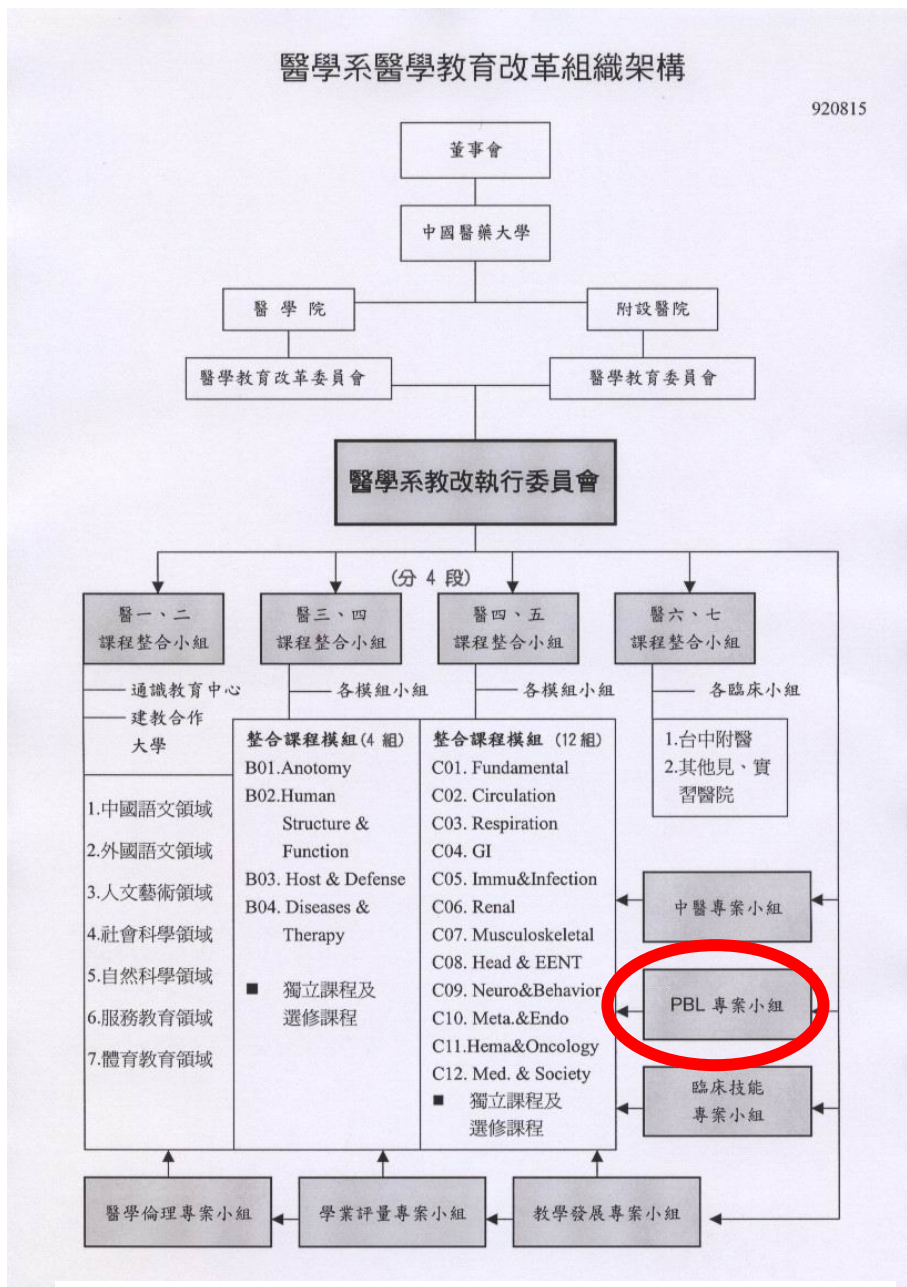 醫學系醫學教育改革組織架構
920815
董事會
中國醫藥大學
醫 學 院
附設醫院
醫學教育改革委員會
醫學教育委員會
醫學系教改執行委員會
(分 4 段)
醫一、二
課程整合小組
醫三、四
課程整合小組
醫四、五
課程整合小組
醫六、七
課程整合小組
通識教育中心
建教合作
大學
各模組小組
各模組小組
各臨床小組
1.中國語文領域
2.外國語文領域
3.人文藝術領域
4.社會科學領域
5.自然科學領域
6.服務教育領域
7.體育教育領域
整合課程模組(4 組)
B01.Anotomy
B02.Human
Structure &
Function
B03. Host & Defense
B04. Diseases &
Therapy
■ 獨立課程及
選修課程
整合課程模組 (12組)
C01. Fundamental
C02. Circulation
C03. Respiration
C04. GI
C05. Immu&Infection
C06. Renal
C07. Musculoskeletal
C08. Head & EENT
C09. Neuro&Behavior
C10. Meta.&Endo
C11.Hema&Oncology
C12. Med. & Society
■ 獨立課程及
選修課程
1.台中附醫
2.其他見、實
習醫院
中醫專案小組
PBL 專案小組
臨床技能
專案小組
醫學倫理專案小組
學業評量專案小組
教學發展專案小組